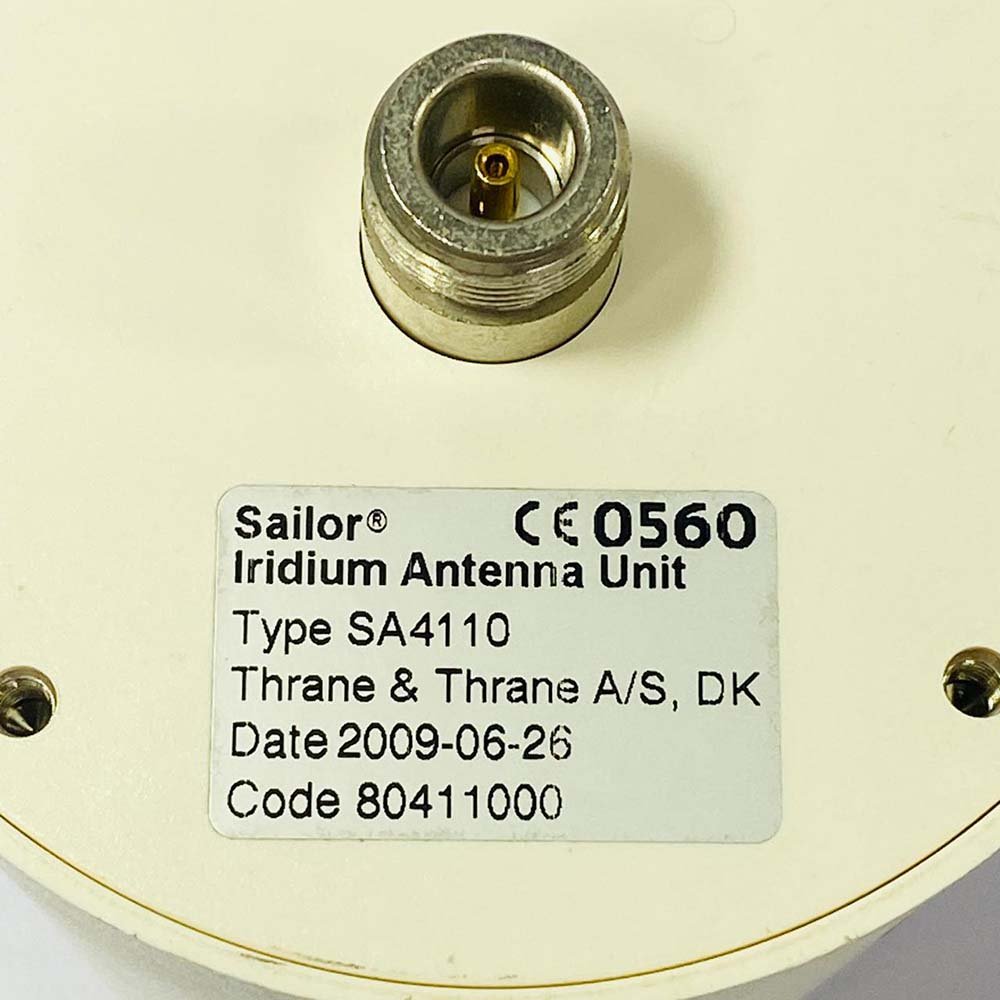 Sailor® CE 0560
Iridium Antenna Unit
Type SA4110
Thrane & Thrane A/S, DK
Date 2009-06-26
Code 80411000